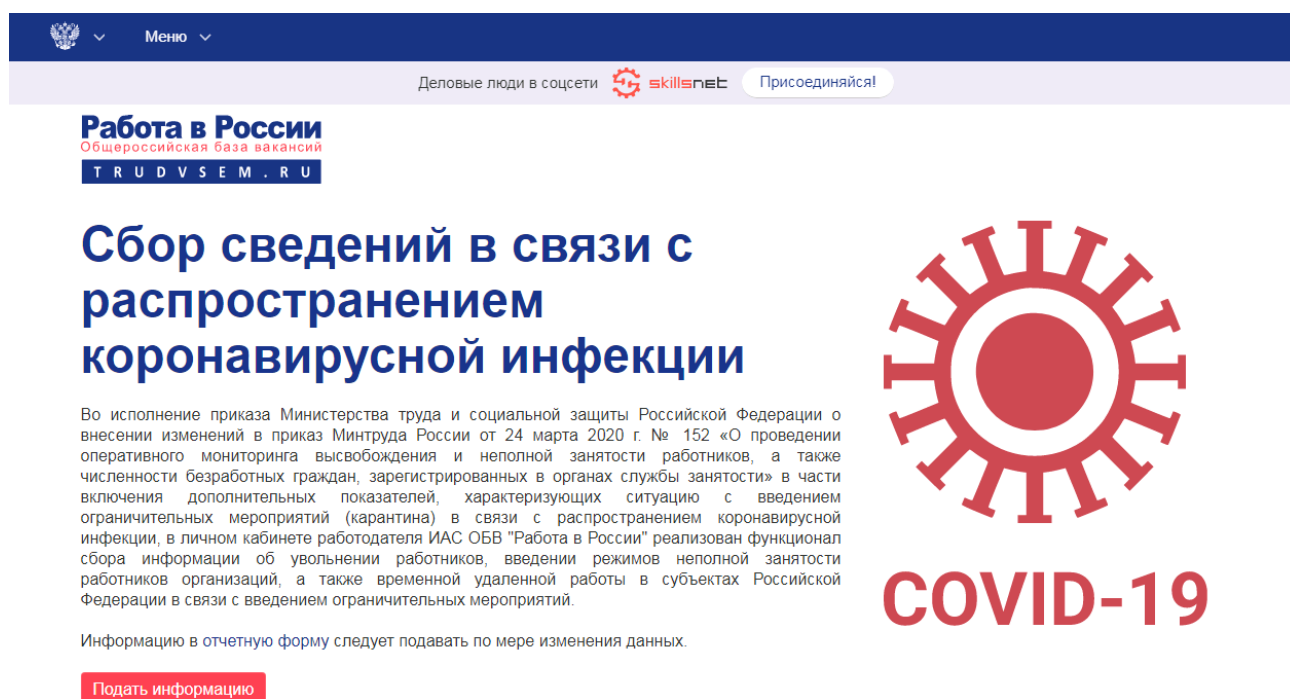 Меню
Деловые люди в соцсети skillsnet Присоединяйся!
Работа в России
Общероссийская база вакансий
TRUDVSEM.RU
Сбор сведений в связи с
распространением
коронавирусной инфекции
Во исполнение приказа Министерства труда и социальной защиты Российской Федерации о
внесении изменений в приказ Минтруда России от 24 марта 2020 г. № 152 «О проведении
оперативного мониторинга высвобождения и неполной занятости работников, а также
численности безработных граждан, зарегистрированных в органах службы занятости» в части
включения дополнительных показателей, характеризующих ситуацию с введением
ограничительных мероприятий (карантина) в связи с распространением коронавирусной
инфекции, в личном кабинете работодателя ИАС ОБВ "Работа в России" реализован функционал
сбора информации об увольнении работников, введении режимов неполной занятости
работников организаций, а также временной удаленной работы в субъектах Российской
Федерации в связи с введением ограничительных мероприятий.
Информацию в отчетную форму следует подавать по мере изменения данных.
Подать информацию
COVID-19